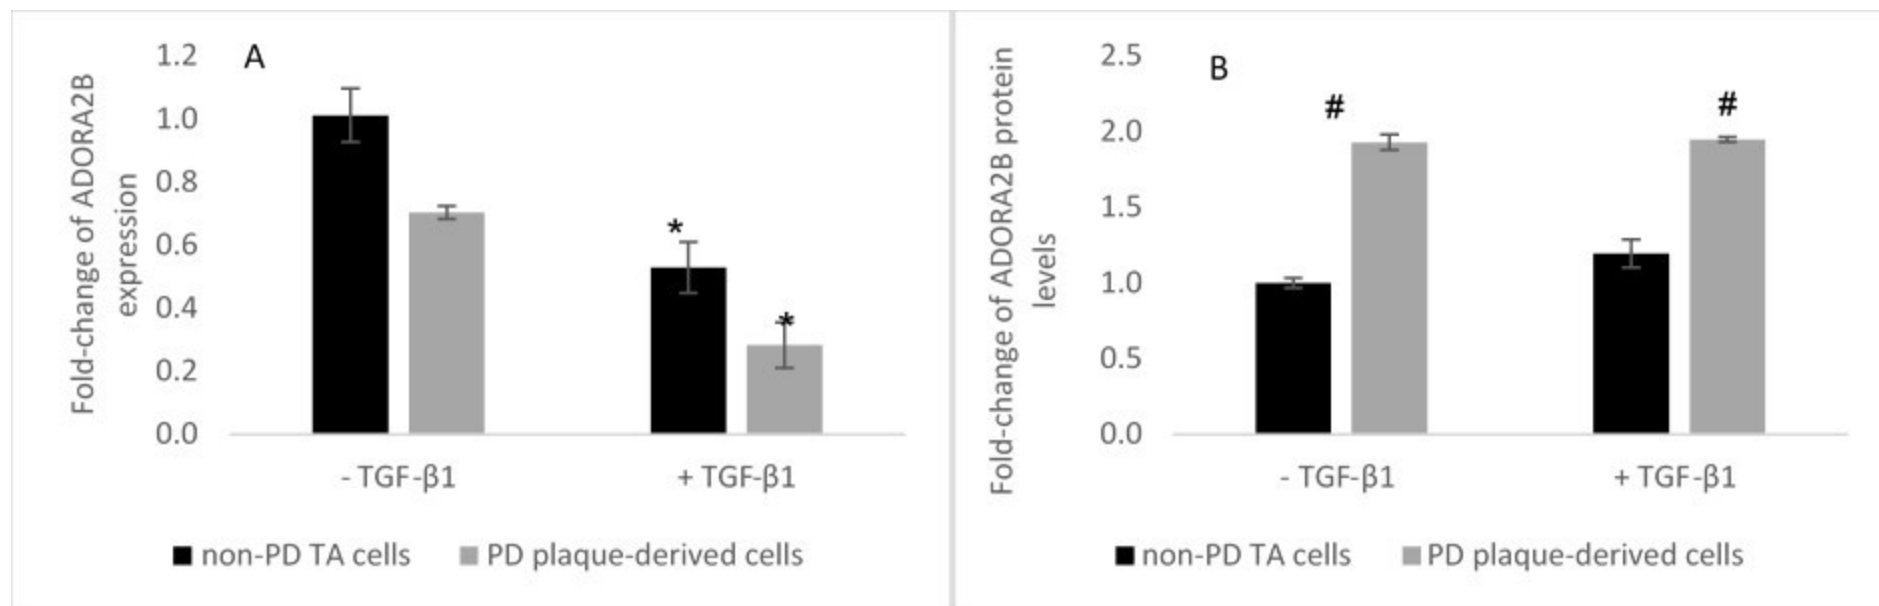 A
Fold-change of ADORA2B
expression
1.2
1.0
0.8
0.6
0.4
0.2
0.0
*
*
- TGF-β1
+ TGF-β1
non-PD TA cells
PD plaque-derived cells
B
Fold-change of ADORA2B protein
levels
2.5
2.0
1.5
1.0
0.5
0.0
#
#
- TGF-β1
+ TGF-β1
non-PD TA cells
PD plaque-derived cells